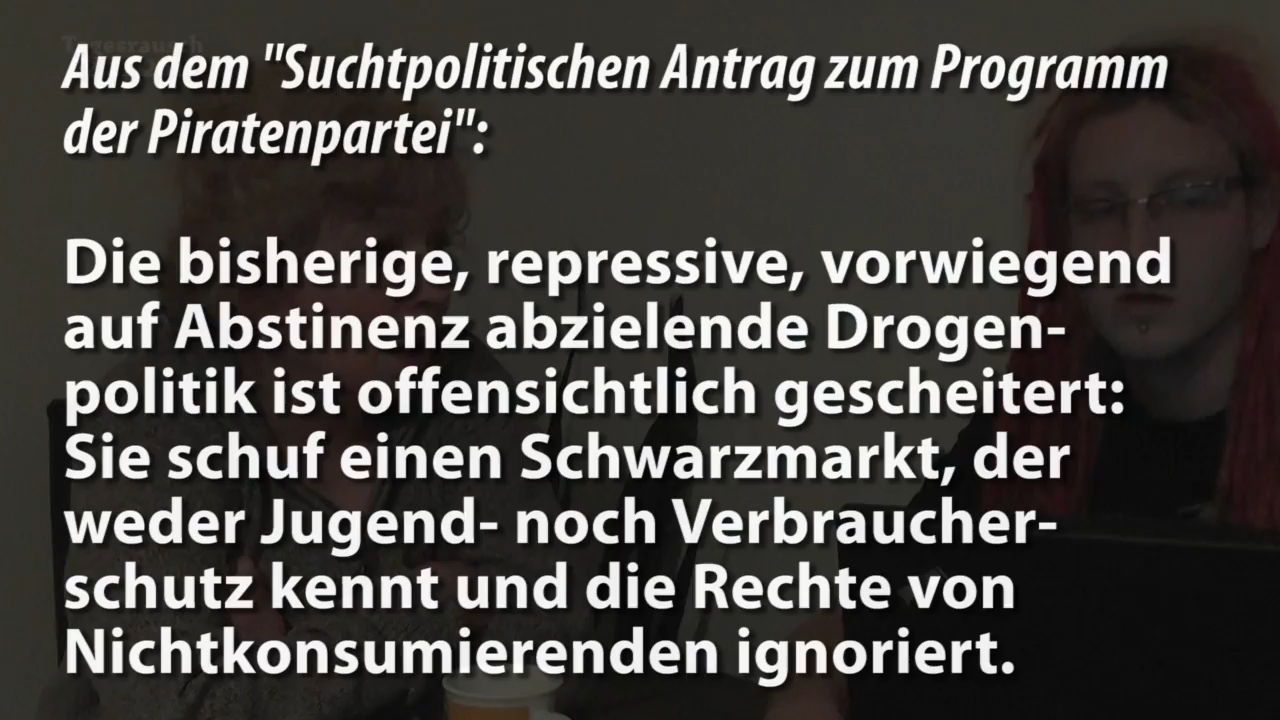 Tagesrausch
Aus dem "Suchtpolitischen Antrag zum Programm
der Piratenpartei":
Die bisherige, repressive, vorwiegend
auf Abstinenz abzielende Drogen-
politik ist offensichtlich gescheitert:
Sie schuf einen Schwarzmarkt, der
weder Jugend- noch Verbraucher-
schutz kennt und die Rechte von
Nichtkonsumierenden ignoriert.